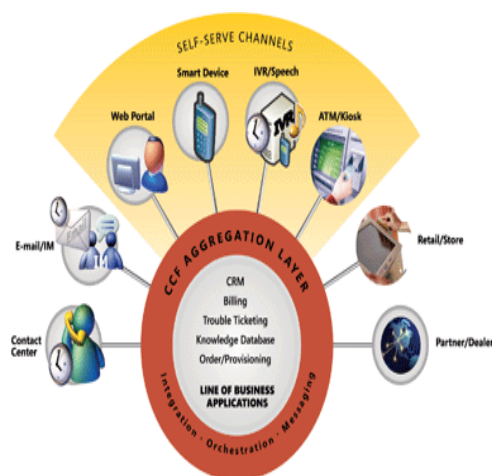 SELF-SERVE CHANNELS
Smart Device
IVR/Speech
Web Portal
ATM/Kiosk
IVR
E-mail/IM
Retail/Store
Contact
Center
Partner/Dealer
CCF AGGREGATION LAYER
CRM
Billing
Trouble Ticketing
Knowledge Database
Order/Provisioning
LINE OF BUSINESS
APPLICATIONS
Integration · Orchestration · Messaging